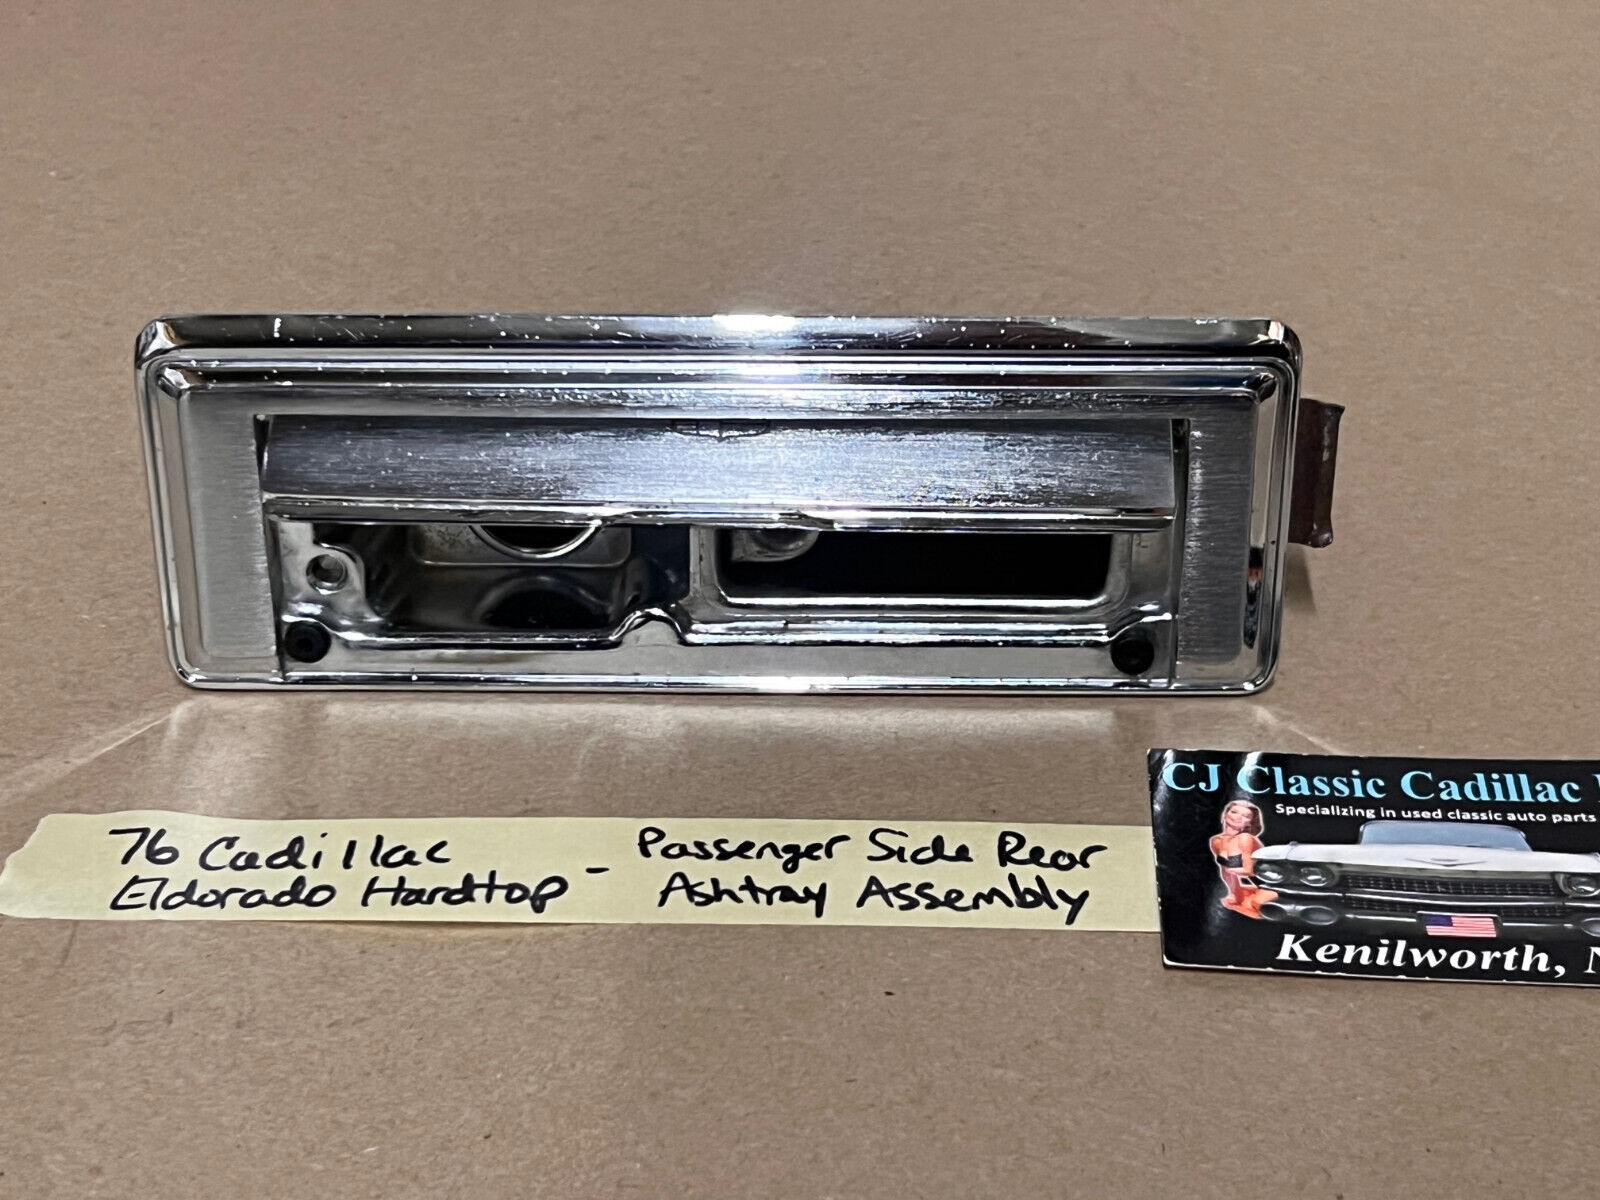 76 Cadillac
Eldorado Hardtop - Passenger Side Rear
Ashtray Assembly
CJ Classic Cadillac
Specializing in used classic auto parts
Kenilworth, N